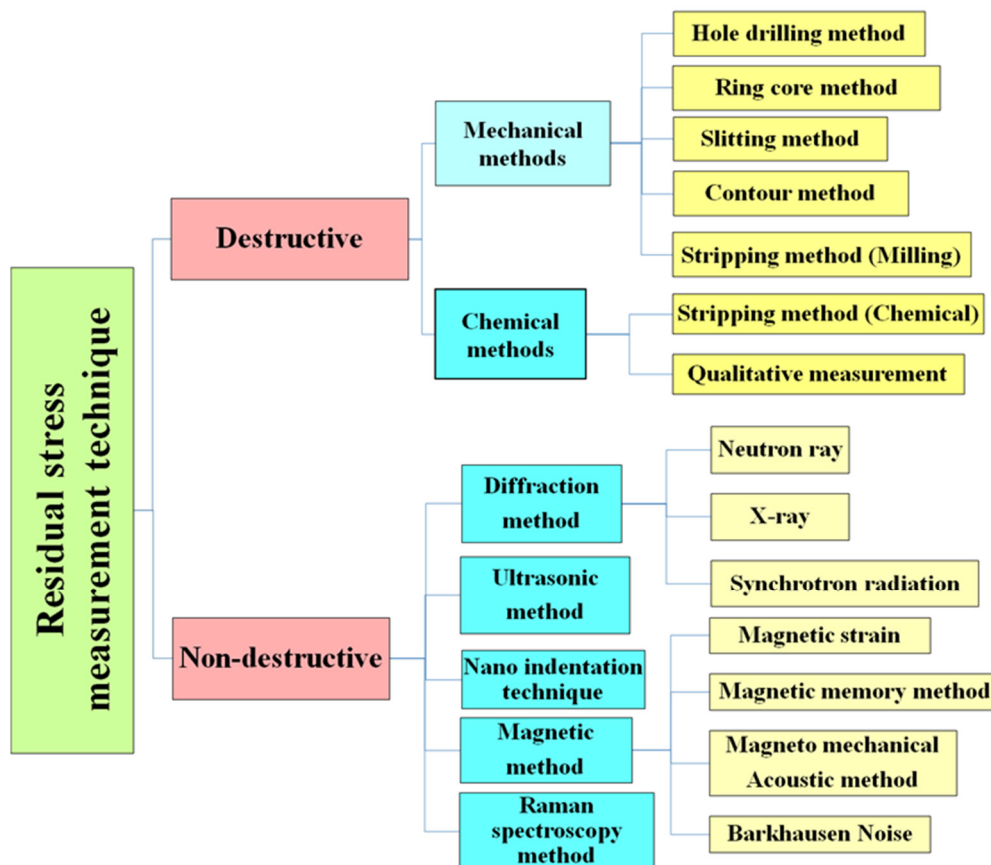 Residual stress
measurement technique
Destructive
Mechanical
methods
Hole drilling method
Ring core method
Slitting method
Contour method
Stripping method (Milling)
Chemical
methods
Stripping method (Chemical)
Qualitative measurement
Non-destructive
Diffraction
method
Neutron ray
X-ray
Synchrotron radiation
Ultrasonic
method
Nano indentation
technique
Magnetic
method
Magnetic strain
Magnetic memory method
Magneto mechanical
Acoustic method
Barkhausen Noise
Raman
spectroscopy
method